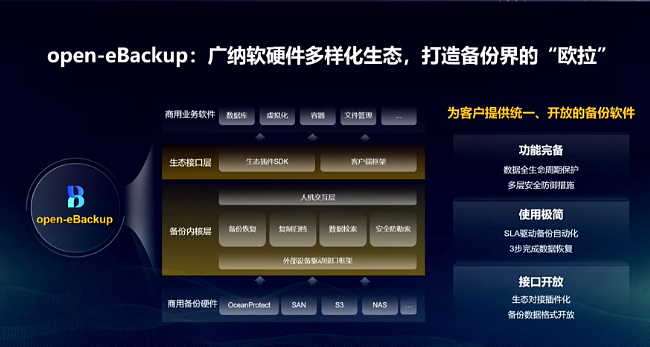 open-eBackup：广纳软硬件多样化生态，打造备份界的“欧拉”
open-eBackup
商用业务软件
数据库 虚拟化 容器 文件管理 ...
生态接口层
生态插件SDK 客户端框架
备份内核层
人机交互层
备份恢复 复制归档 数据检索 安全防勒索
外部设备驱动接口框架
商用备份硬件
OceanProtect SAN S3 NAS ....
为客户提供统一、开放的备份软件
功能完备
数据全生命周期保护
多层安全防御措施
使用极简
SLA驱动备份自动化
3步完成数据恢复
接口开放
生态对接插件化
备份数据格式开放